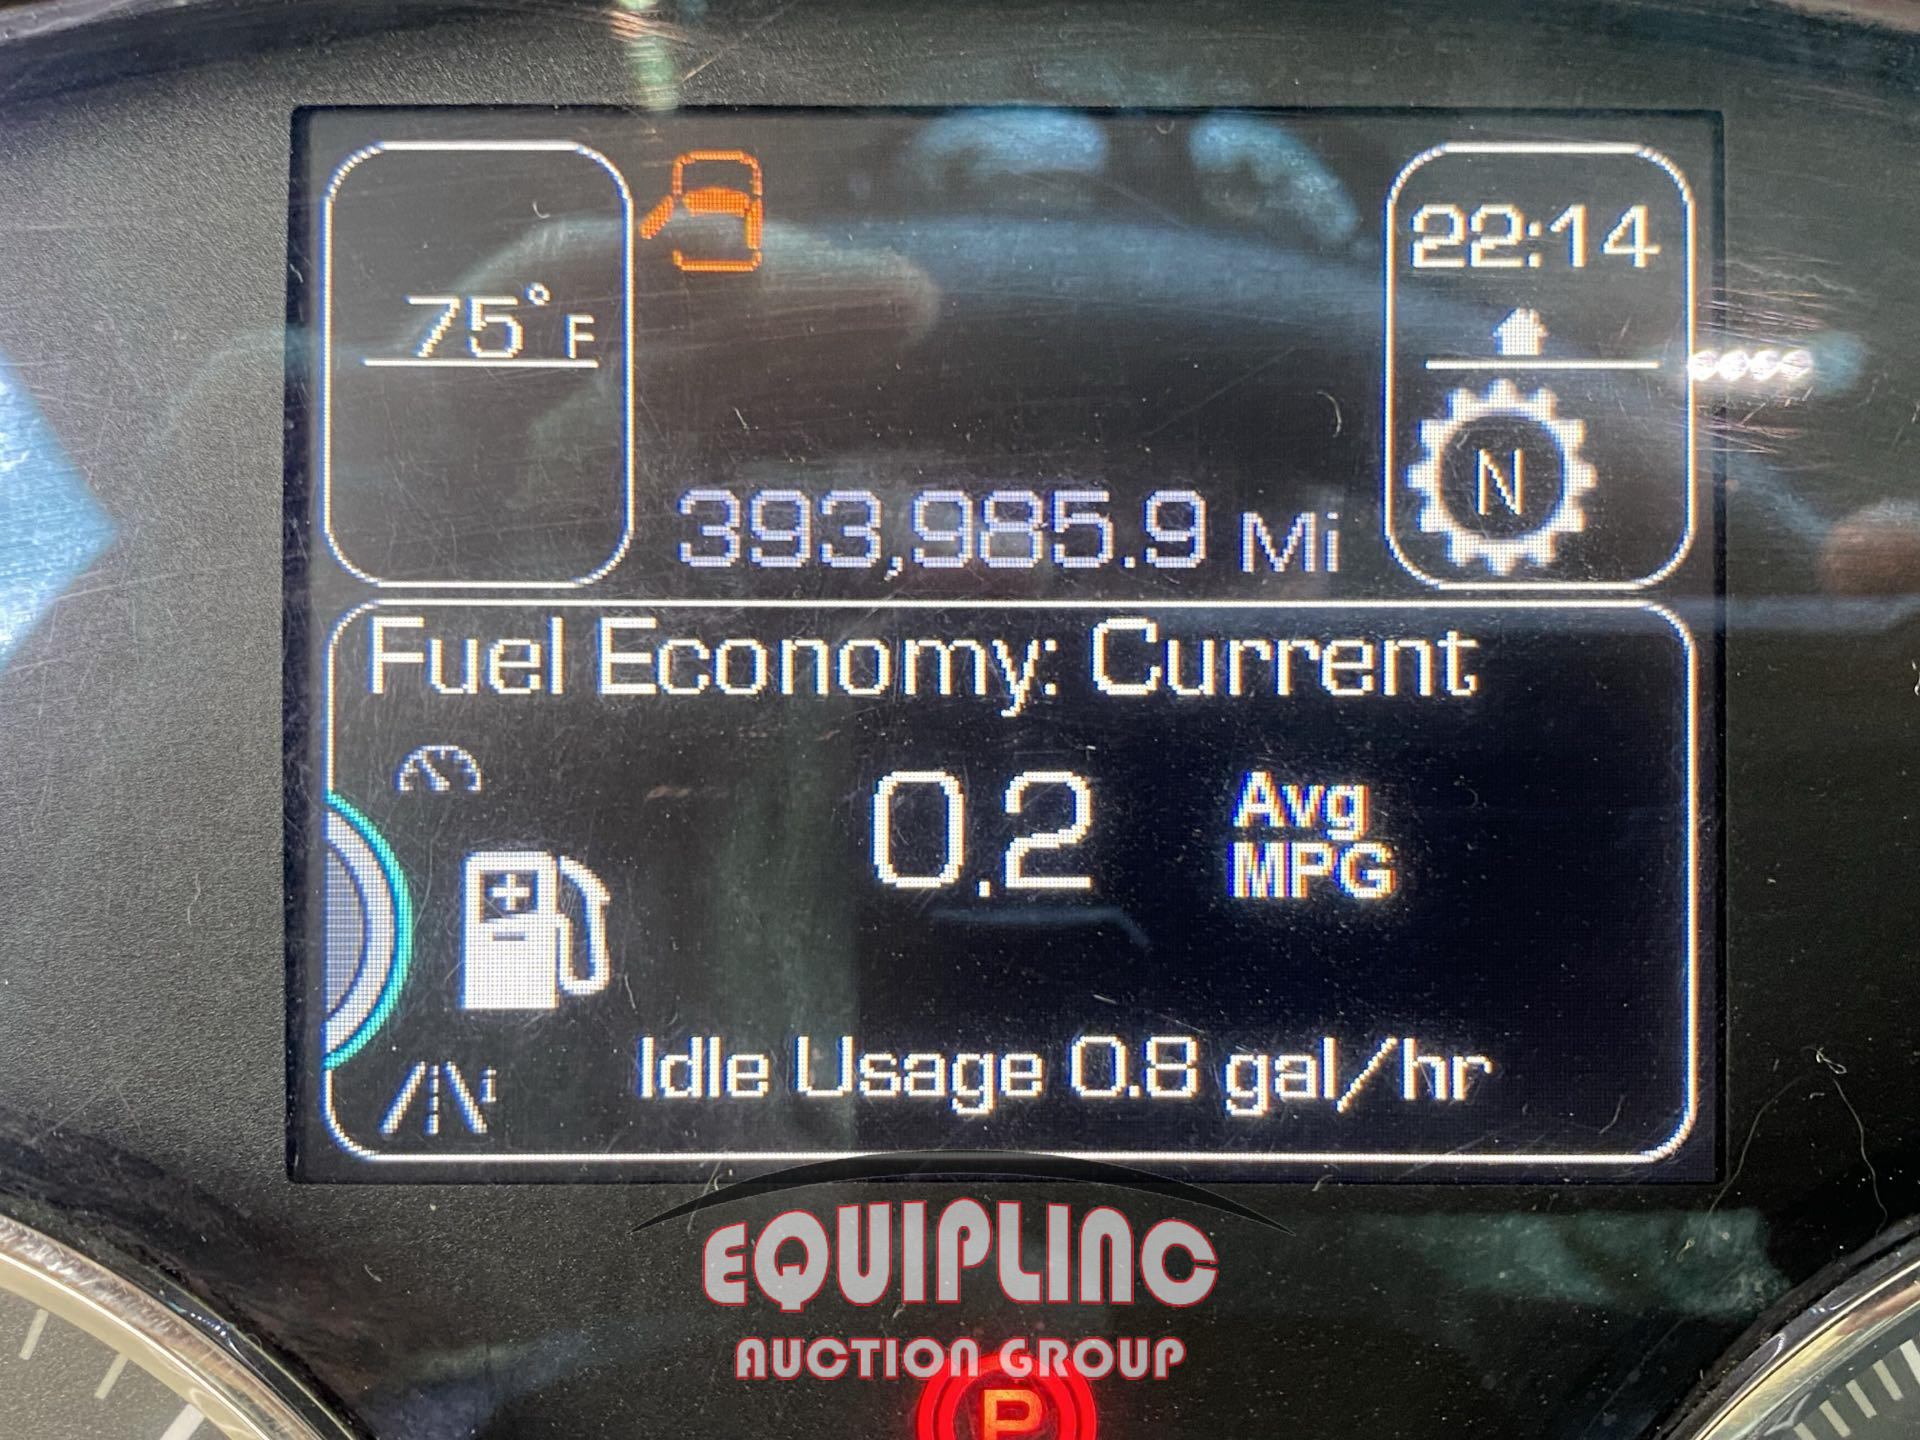 75° F
22:14
N
393,985.9 Mi
Fuel Economy: Current
0.2 Avg MPG
i
Idle Usage 0.8 gal/hr
EQUIPLINC
AUCTION GROUP
P